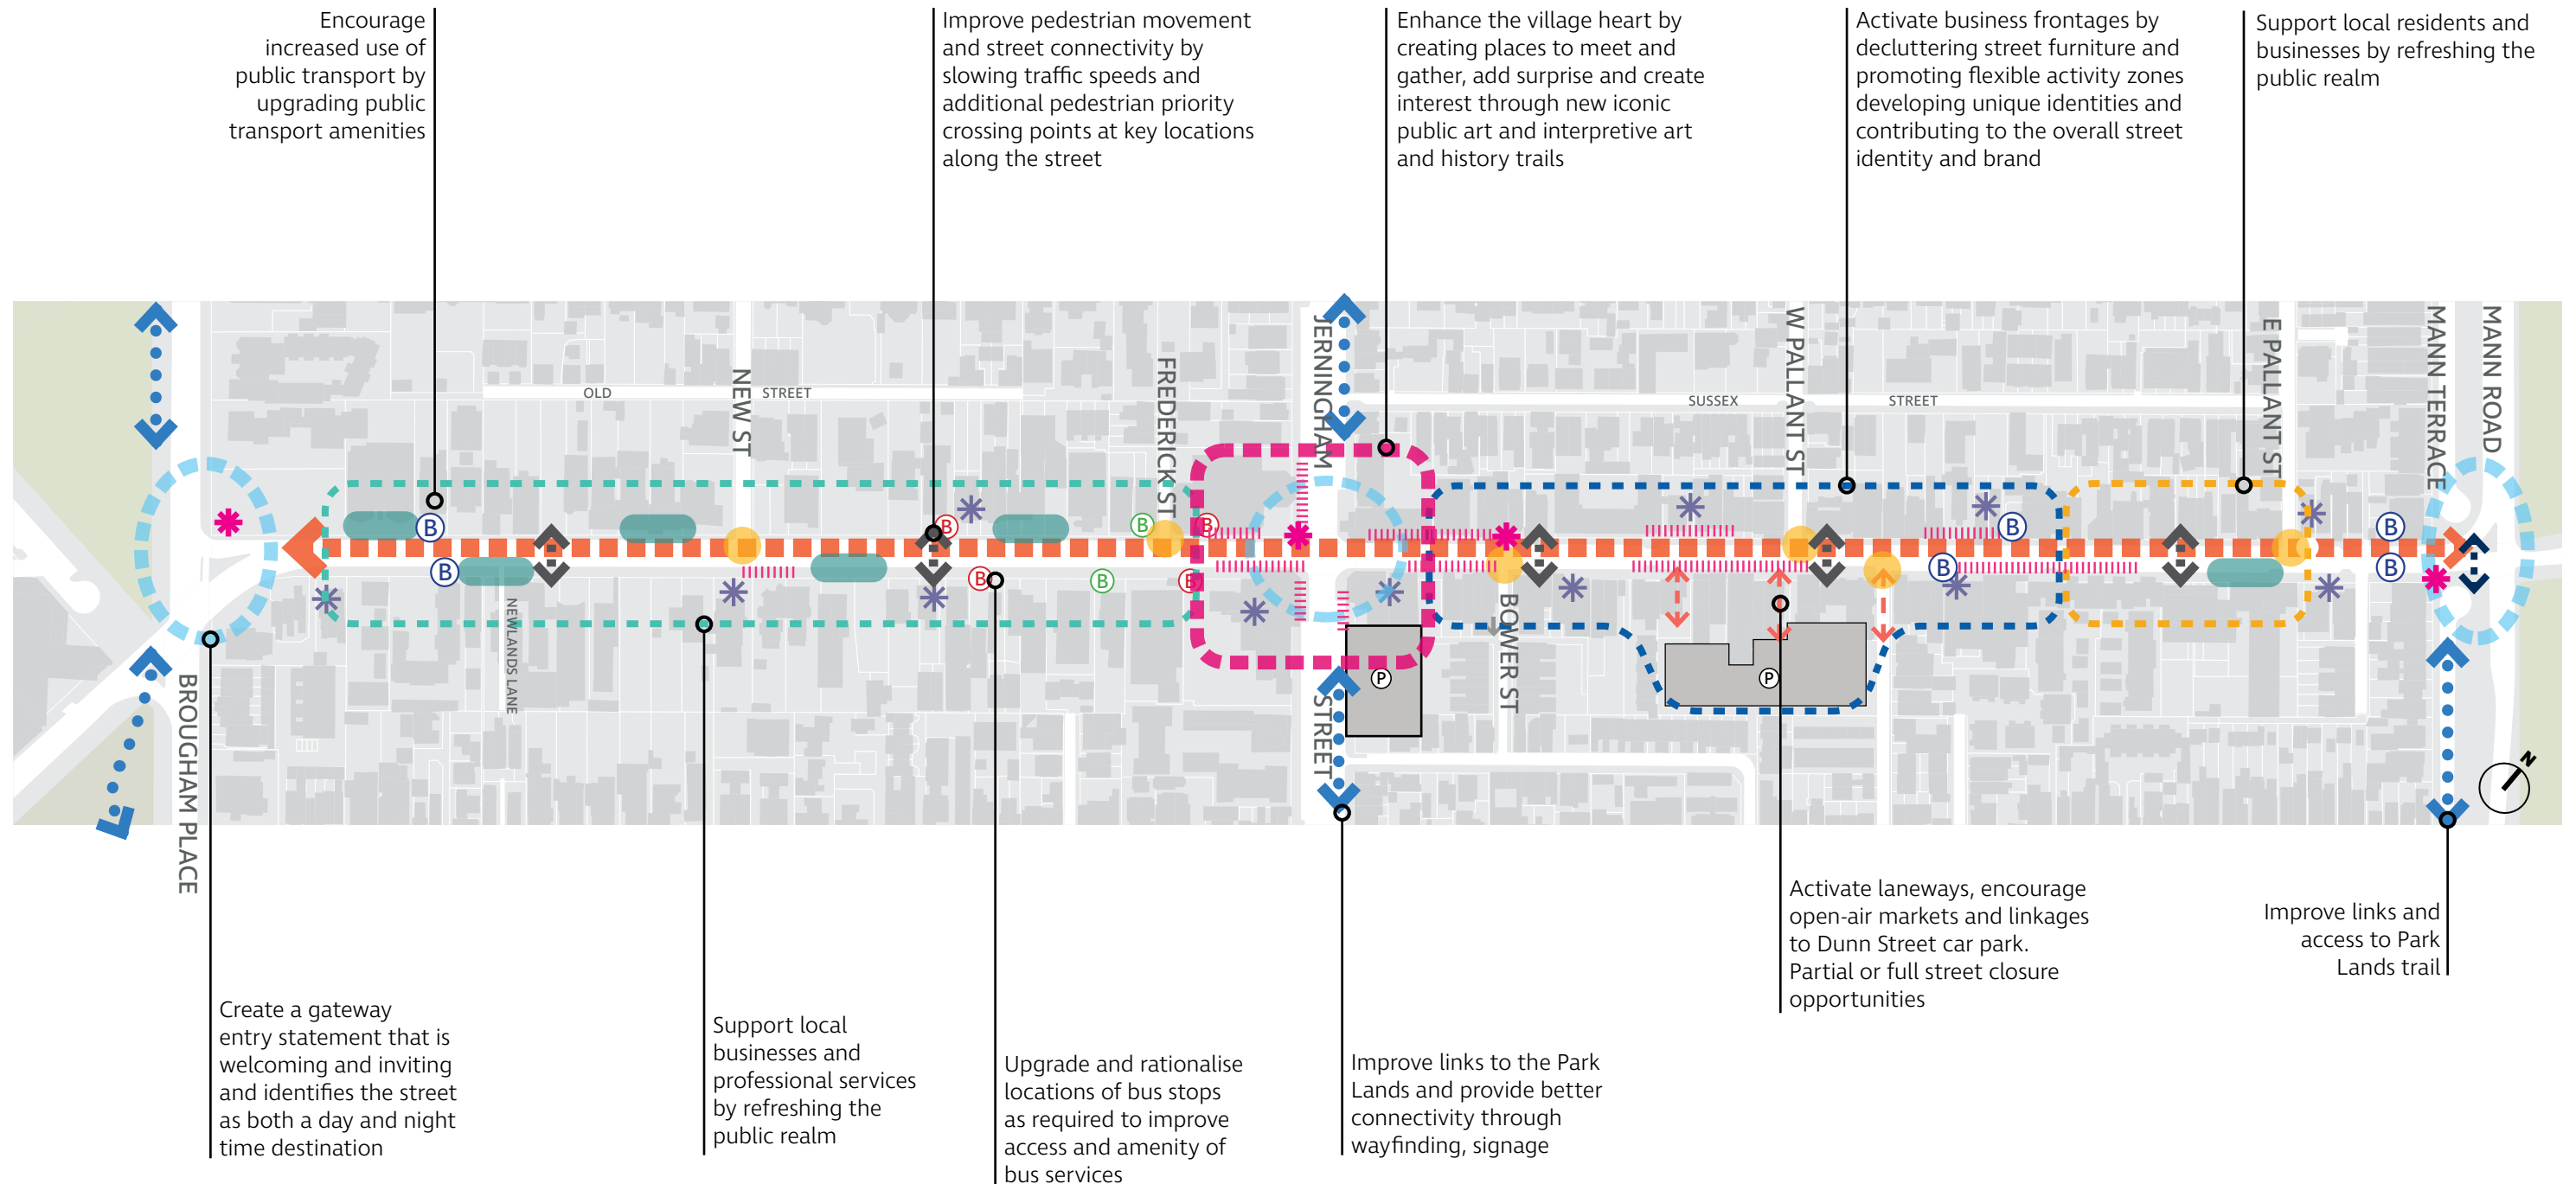 Encourage
increased use of
public transport by
upgrading public
transport amenities
Improve pedestrian movement
and street connectivity by
slowing traffic speeds and
additional pedestrian priority
crossing points at key locations
along the street
Enhance the village heart by
creating places to meet and
gather, add surprise and create
interest through new iconic
public art and interpretive art
and history trails
Activate business frontages by
decluttering street furniture and
promoting flexible activity zones
developing unique identities and
contributing to the overall street
identity and brand
Support local residents and
businesses by refreshing the
public realm
BROUGHAM PLACE
OLD STREET
NEW ST
NEWLANDS LANE
FREDERICK ST
JERNINGHAM STREET
BOWER ST
SUSSEX STREET
W PALLANT ST
E PALLANT ST
MANN TERRACE
MANN ROAD
B
B
B
B
B
B
B
B
B
B
B
B
P
P
N
Create a gateway
entry statement that is
welcoming and inviting
and identifies the street
as both a day and night
time destination
Support local
businesses and
professional services
by refreshing the
public realm
Upgrade and rationalise
locations of bus stops
as required to improve
access and amenity of
bus services
Improve links to the Park
Lands and provide better
connectivity through
wayfinding, signage
Activate laneways, encourage
open-air markets and linkages
to Dunn Street car park.
Partial or full street closure
opportunities
Improve links and
access to Park
Lands trail